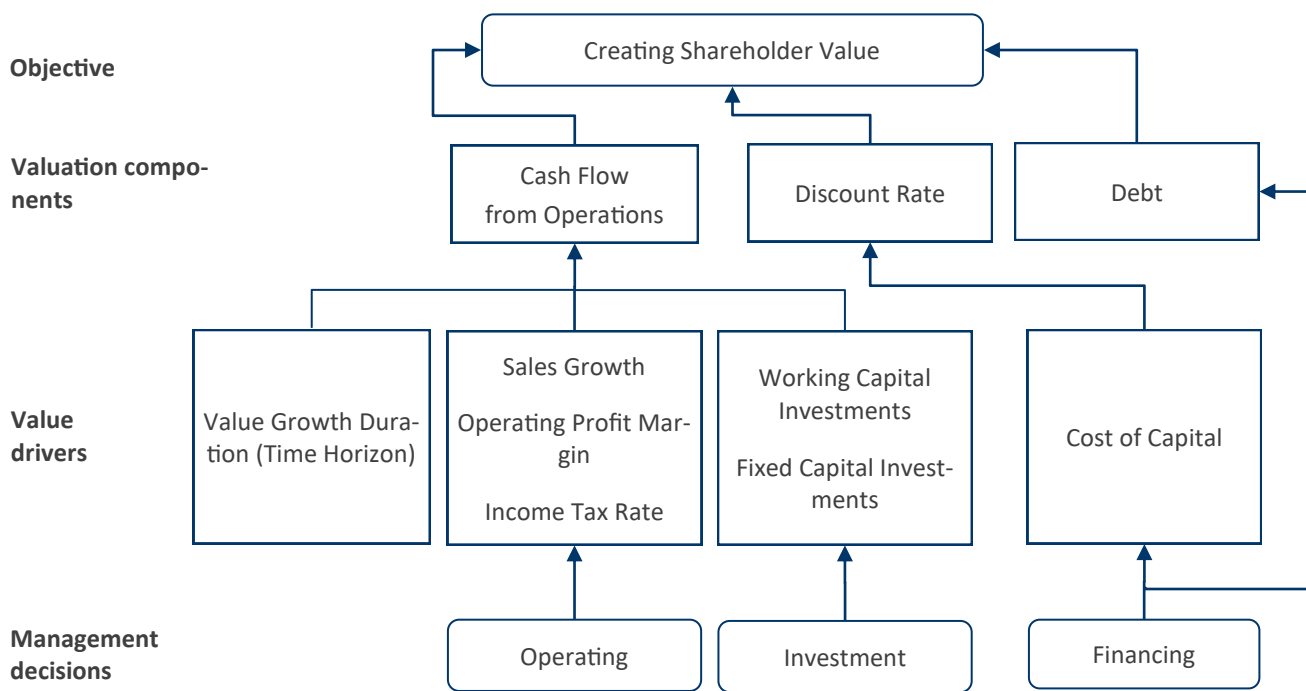 Creating Shareholder Value
Objective
Valuation compo-
nents
Cash Flow
from Operations
Discount Rate
Debt
Value
drivers
Value Growth Dura-
tion (Time Horizon)
Sales Growth
Operating Profit Mar-
gin
Income Tax Rate
Working Capital
Investments
Fixed Capital Invest-
ments
Cost of Capital
Management
decisions
Operating
Investment
Financing